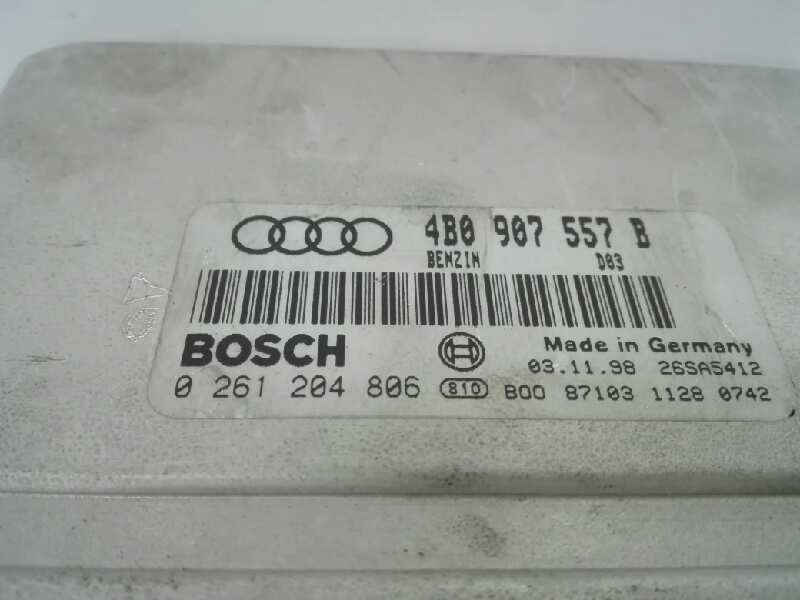 4B0 907 557 B
BENZIN D03
BOSCH
Made in Germany
03.11.98 26SA5412
0 261 204 806 810 B00 87103 1128 0742